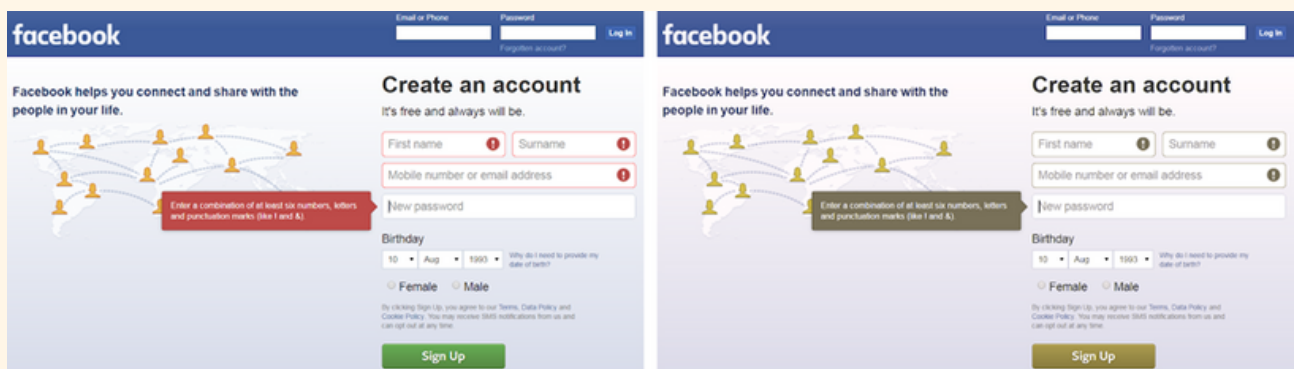 facebook
Email or Phone
Password
Log In
Forgotten account?
Facebook helps you connect and share with the
people in your life.
Create an account
It's free and always will be.
First name
Surname
Mobile number or email address
Enter a combination of at least six numbers, letters
and punctuation marks (like ! and &).
New password
Birthday
10 Aug 1993
Why do I need to provide my
date of birth?
Female Male
By clicking Sign Up, you agree to our Terms, Data Policy and
Cookie Policy. You may receive SMS notifications from us and
can opt out at any time.
Sign Up
facebook
Email or Phone
Password
Log In
Forgotten account?
Facebook helps you connect and share with the
people in your life.
Create an account
It's free and always will be.
First name
Surname
Mobile number or email address
Enter a combination of at least six numbers, letters
and punctuation marks (like ! and &).
New password
Birthday
10 Aug 1993
Why do I need to provide my
date of birth?
Female Male
By clicking Sign Up, you agree to our Terms, Data Policy and
Cookie Policy. You may receive SMS notifications from us and
can opt out at any time.
Sign Up